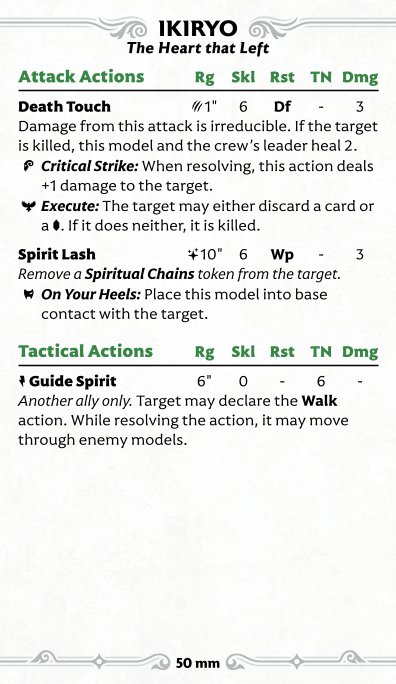 IKIRYO
The Heart that Left
Attack Actions Rg Skl Rst TN Dmg
Death Touch 1" 6 Df - 3
Damage from this attack is irreducible. If the target
is killed, this model and the crew's leader heal 2.
Critical Strike: When resolving, this action deals
+1 damage to the target.
Execute: The target may either discard a card or
a . If it does neither, it is killed.
Spirit Lash 10" 6 Wp - 3
Remove a Spiritual Chains token from the target.
On Your Heels: Place this model into base
contact with the target.
Tactical Actions Rg Skl Rst TN Dmg
Guide Spirit 6" 0 - 6 -
Another ally only. Target may declare the Walk
action. While resolving the action, it may move
through enemy models.
50 mm